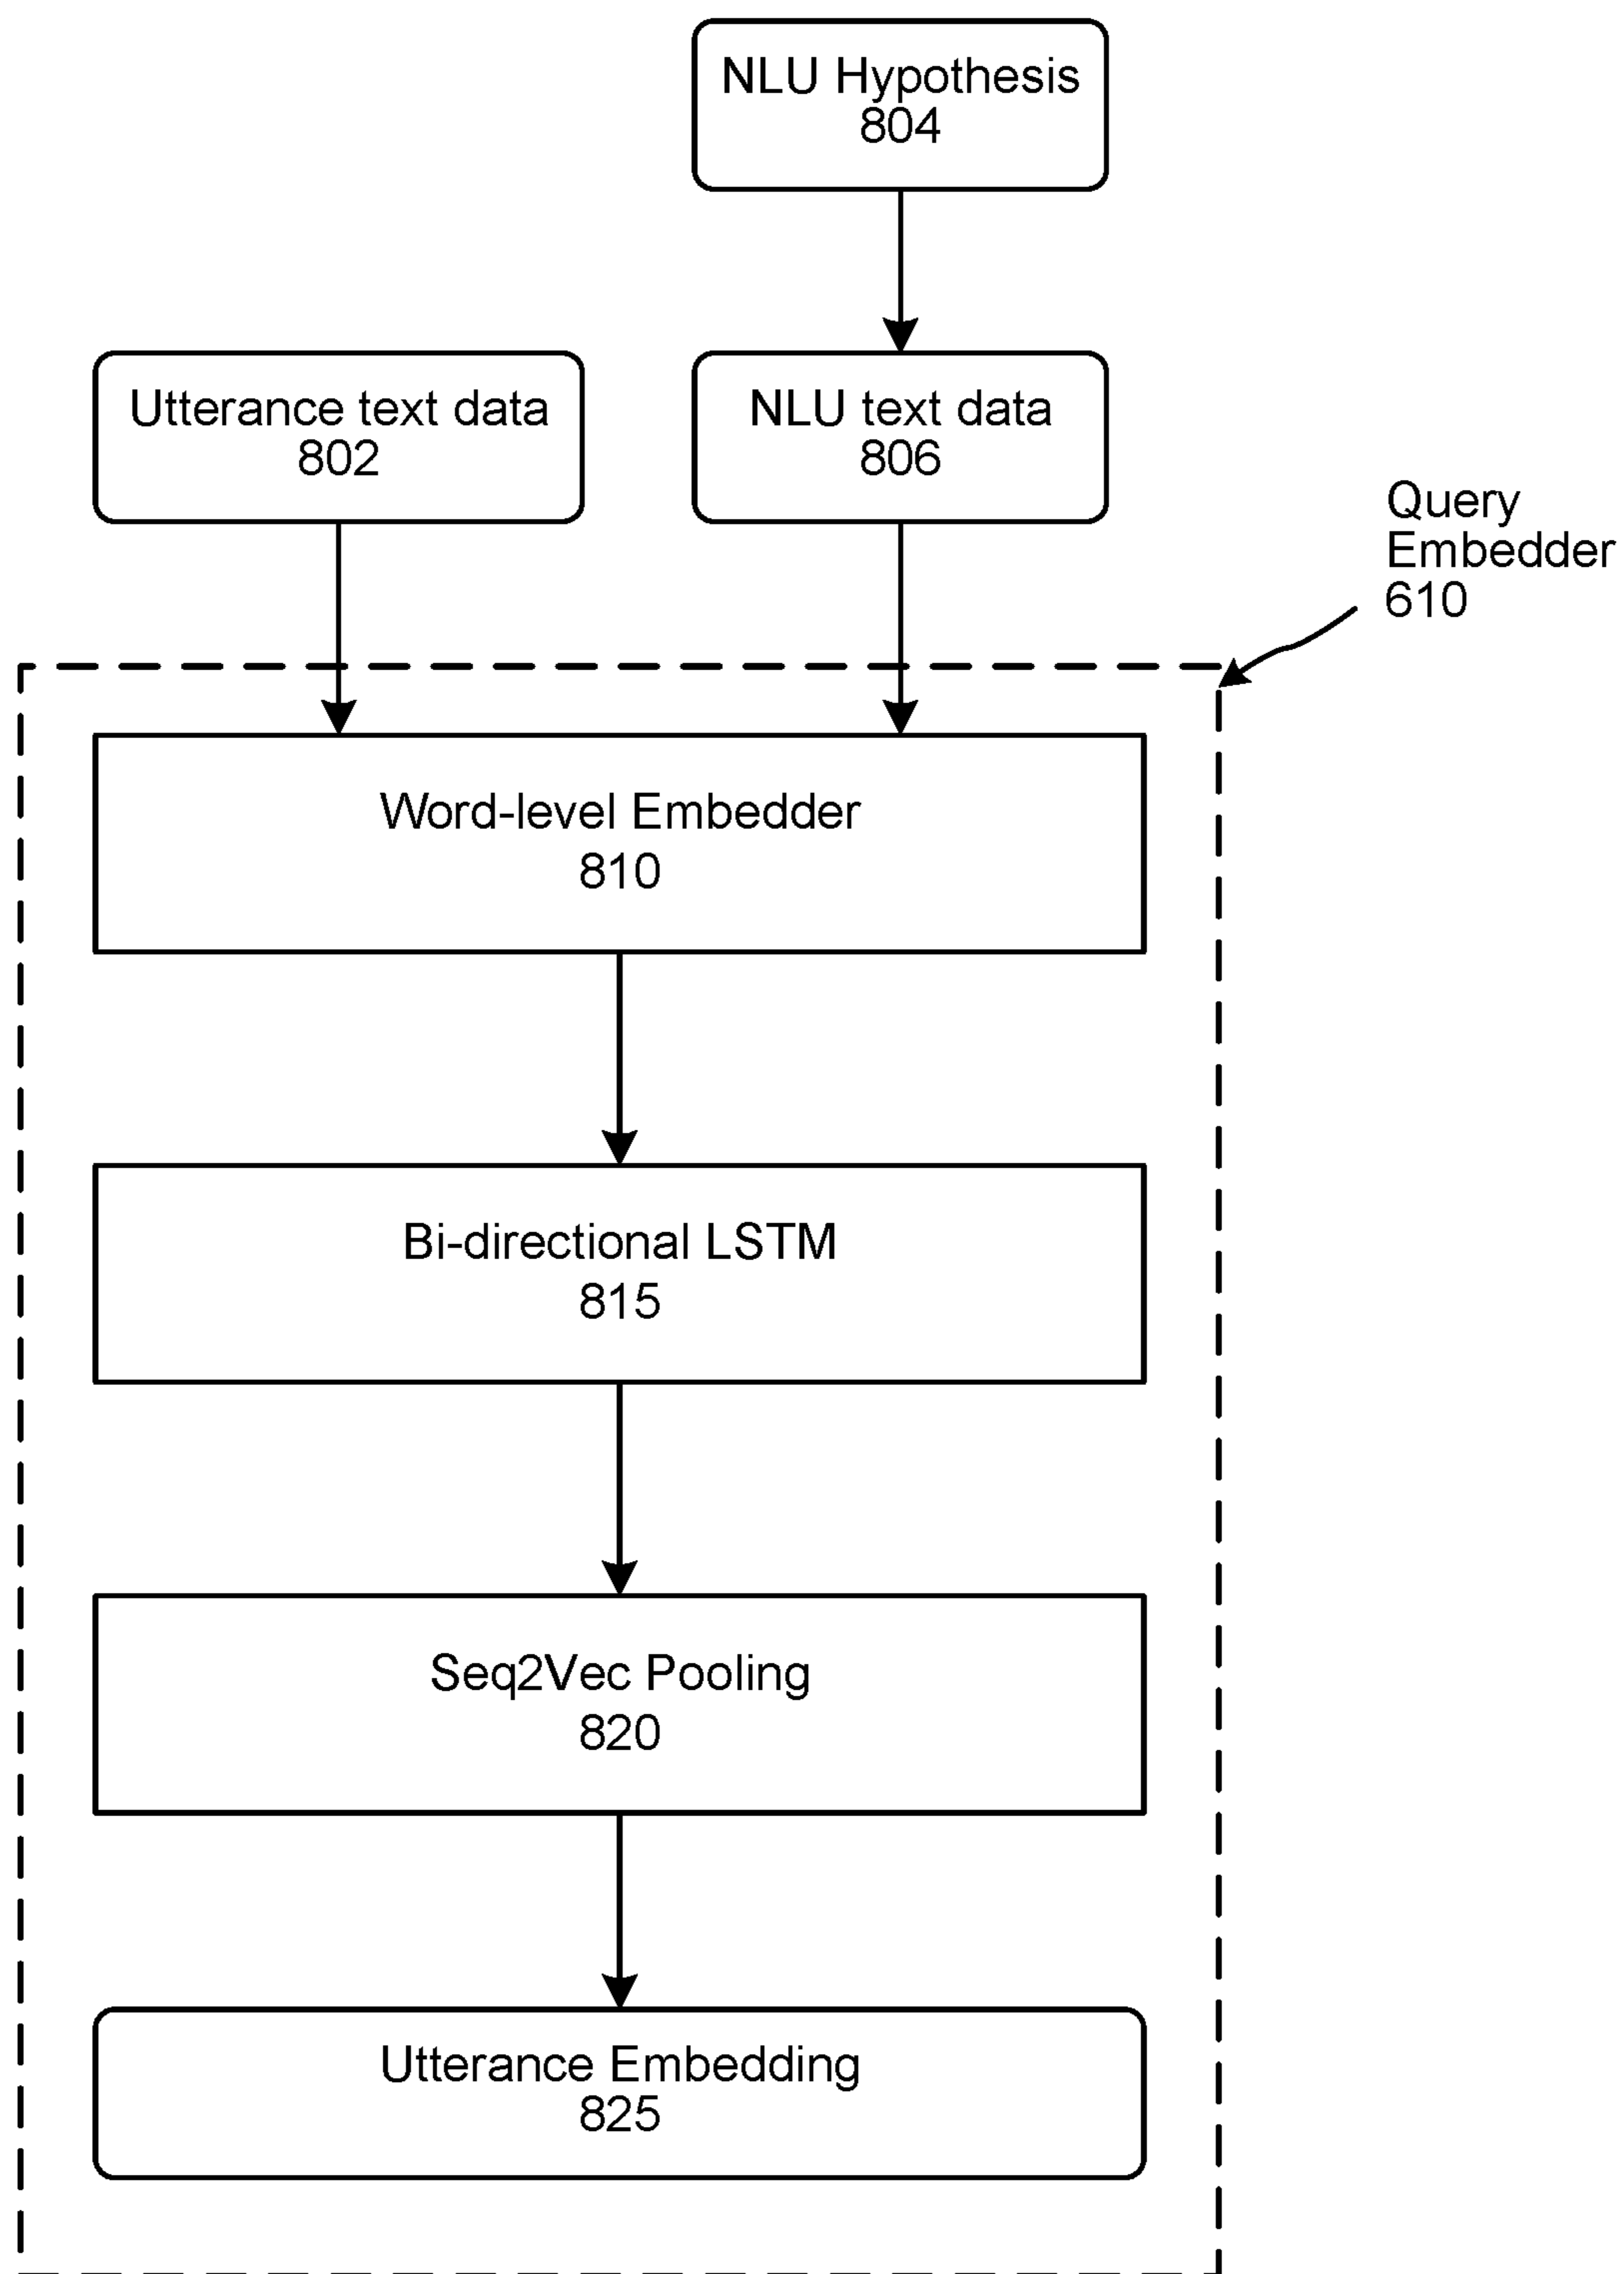 NLU Hypothesis
804
Utterance text data
802
NLU text data
806
Query
Embedder
610
Word-level Embedder
810
Bi-directional LSTM
815
Seq2Vec Pooling
820
Utterance Embedding
825